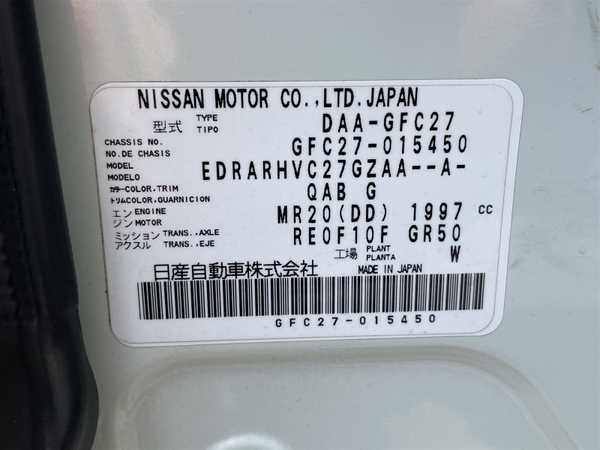 NISSAN MOTOR CO.,LTD.JAPAN
型式 TYPE TIPO DAA-GFC27
CHASSIS NO. NO.DE CHASSIS GFC27-015450
MODEL MODELO EDRARHVC27GZAA--A-
カラー COLOR,TRIM トリム COLOR,GUARNICION QAB G
エンジン ENGINE MOTOR MR20(DD) 1997 cc
ミッション TRANS.,AXLE アクスル TRANS.,EJE RE0F10F GR50
工場 PLANT PLANTA W
日産自動車株式会社 MADE IN JAPAN
GFC27-015450